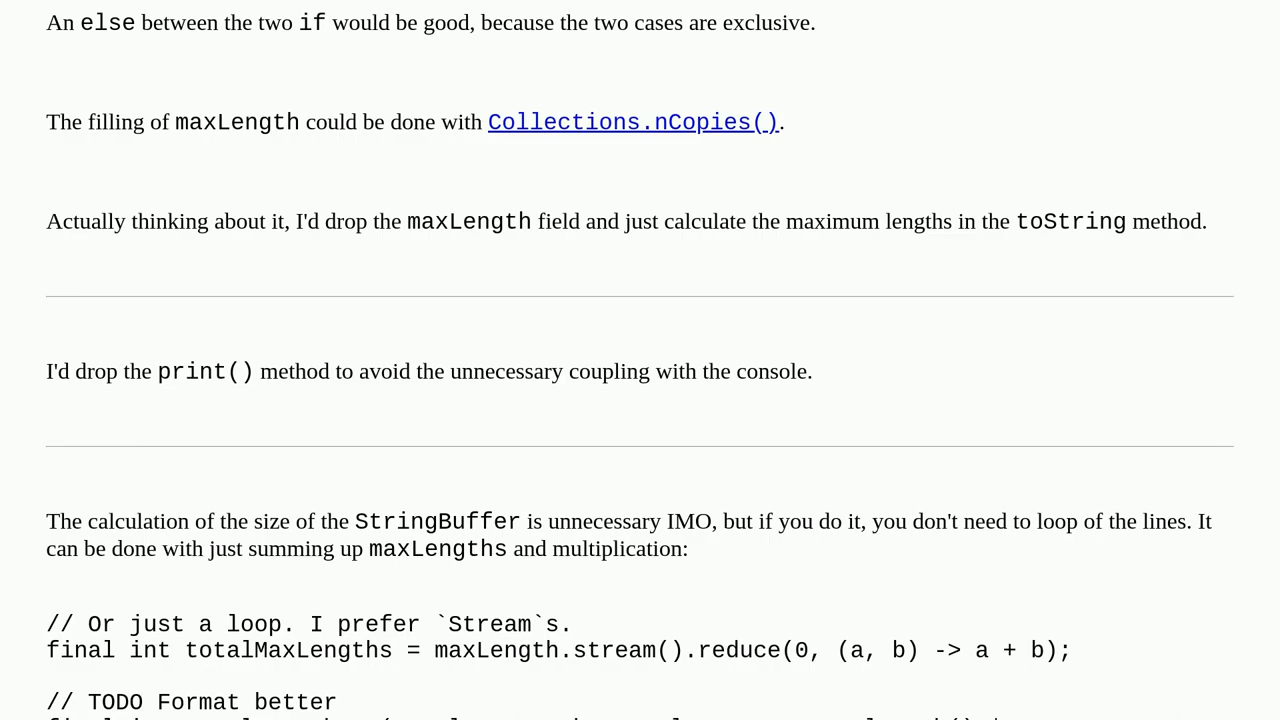 An else between the two if would be good, because the two cases are exclusive.
The filling of maxLength could be done with Collections.nCopies().
Actually thinking about it, I'd drop the maxLength field and just calculate the maximum lengths in the toString method.
I'd drop the print() method to avoid the unnecessary coupling with the console.
The calculation of the size of the StringBuffer is unnecessary IMO, but if you do it, you don't need to loop of the lines. It
can be done with just summing up maxLengths and multiplication:
// Or just a loop. I prefer `Stream`s.
final int totalMaxLengths = maxLength.stream().reduce(0, (a, b) -> a + b);
// TODO Format better